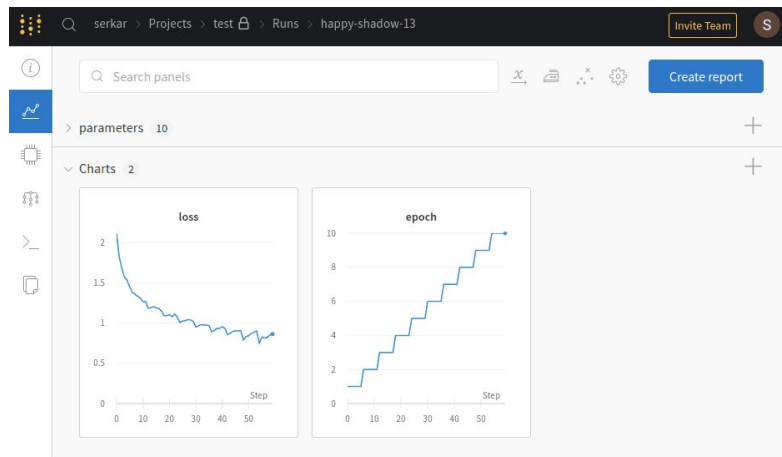 serkar > Projects > test > Runs > happy-shadow-13
Invite Team
S
i
Search panels
x
Create report
> parameters 10
Charts 2
loss
2
1.5
1
0.5
0
Step
0 10 20 30 40 50
epoch
10
8
6
4
2
0
Step
0 10 20 30 40 50